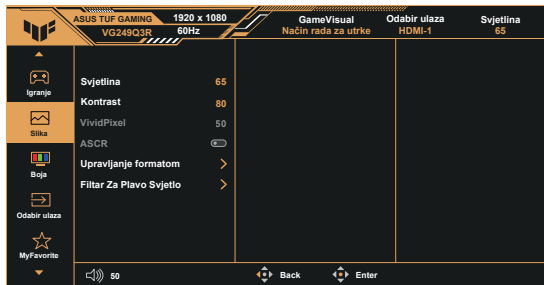 ASUS TUF GAMING 1920 x 1080 GameVisual Odabir ulaza Svjetlina
VG249Q3R 60Hz Način rada za utrke HDMI-1 65
Igranje
Slika
Boja
Odabir ulaza
MyFavorite
Svjetlina 65
Kontrast 80
VividPixel 50
ASCR
Upravljanje formatom
Filtar Za Plavo Svjetlo
50 Back Enter